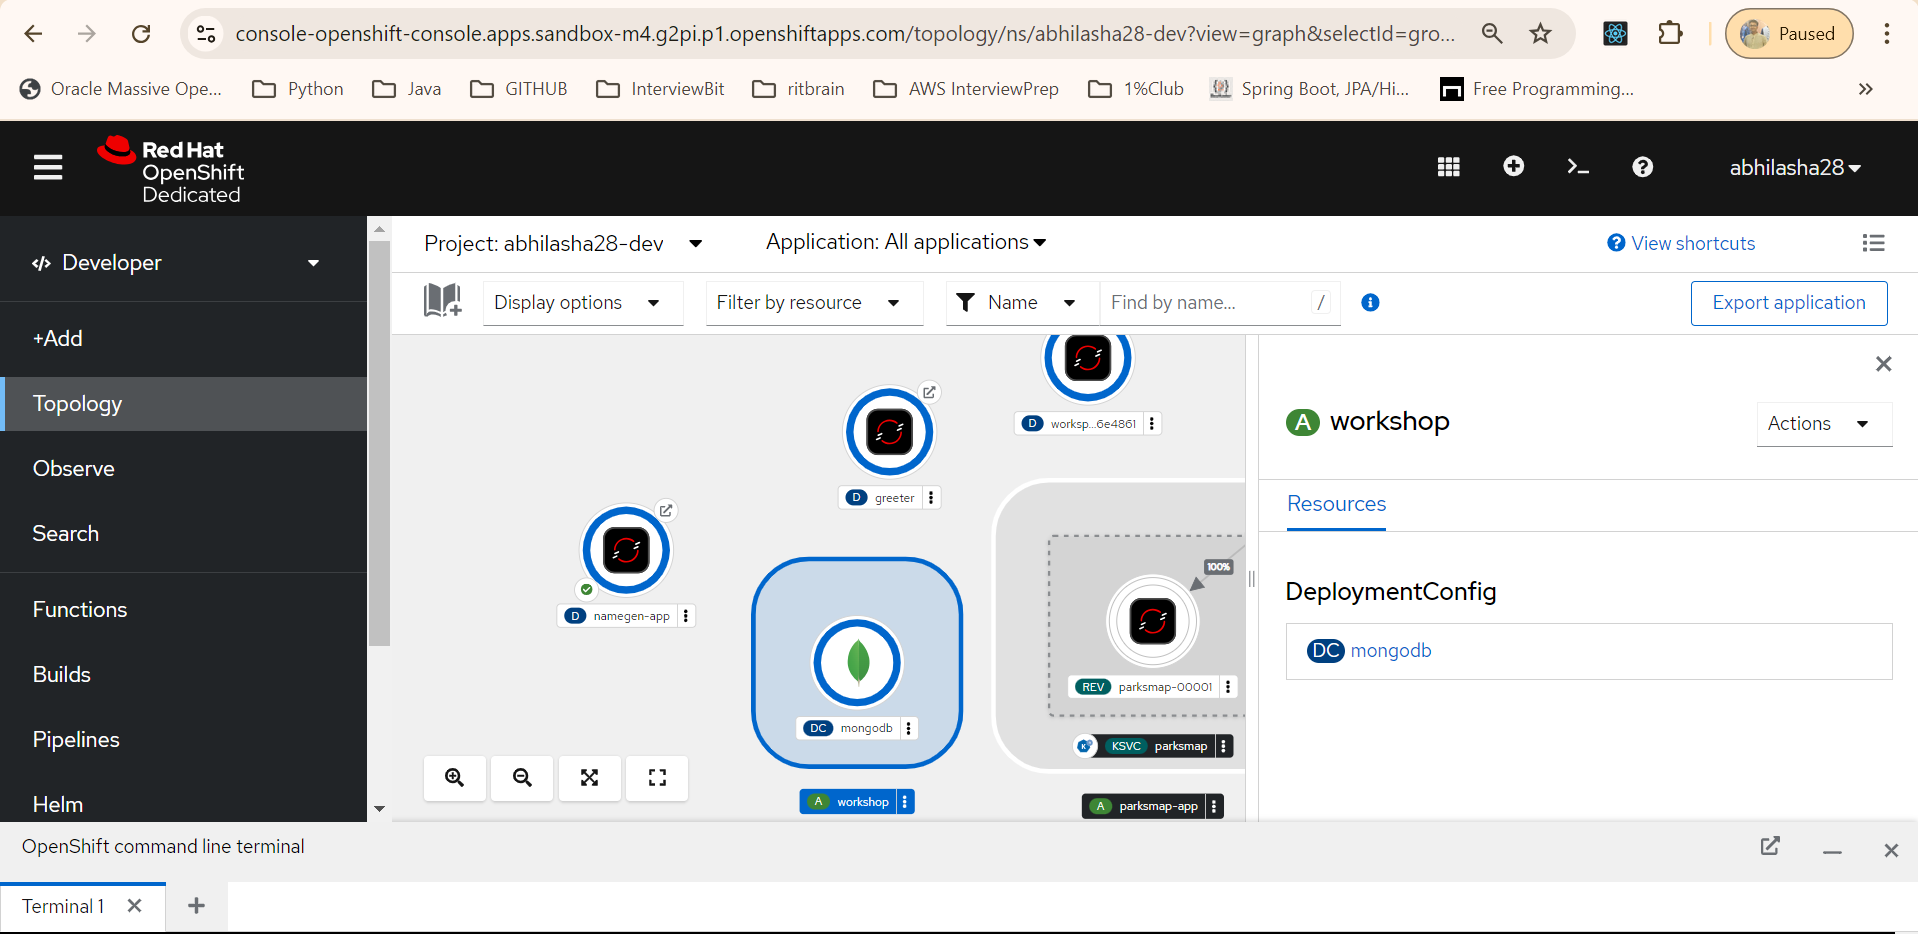 console-openshift-console.apps.sandbox-m4.g2pi.p1.openshiftapps.com/topology/ns/abhilasha28-dev?view=graph&selectId=gro...
Paused
Oracle Massive Ope...
Python
Java
GITHUB
InterviewBit
ritbrain
AWS InterviewPrep
1%Club
Spring Boot, JPA/Hi...
Free Programming...
Red Hat
OpenShift
Dedicated
abhilasha28
Developer
+Add
Topology
Observe
Search
Functions
Builds
Pipelines
Helm
Project: abhilasha28-dev
Application: All applications
View shortcuts
Display options
Filter by resource
Name
Find by name...
/
Export application
D worksp...6e4861
D greeter
D namegen-app
100%
REV parksmap-00001
DC mongodb
KSVC parksmap
A workshop
A parksmap-app
A workshop
Actions
Resources
DeploymentConfig
DC mongodb
OpenShift command line terminal
Terminal 1